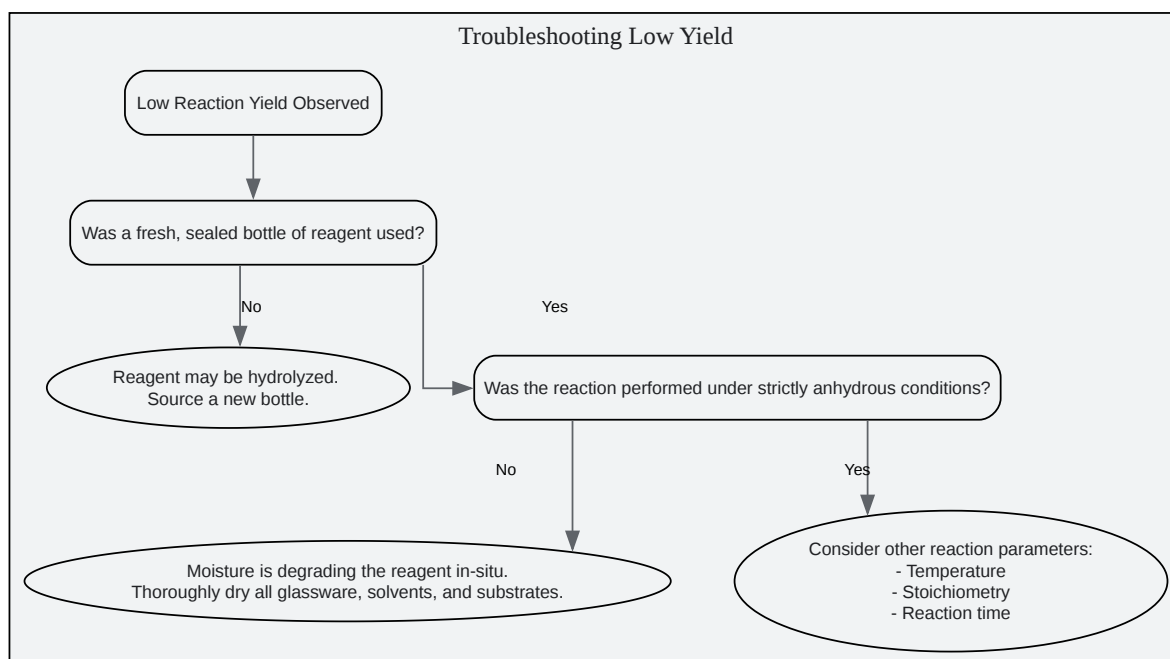 Troubleshooting Low Yield
Low Reaction Yield Observed
Was a fresh, sealed bottle of reagent used?
No
Yes
Reagent may be hydrolyzed.
Source a new bottle.
Was the reaction performed under strictly anhydrous conditions?
No
Yes
Moisture is degrading the reagent in-situ.
Thoroughly dry all glassware, solvents, and substrates.
Consider other reaction parameters:
- Temperature
- Stoichiometry
- Reaction time